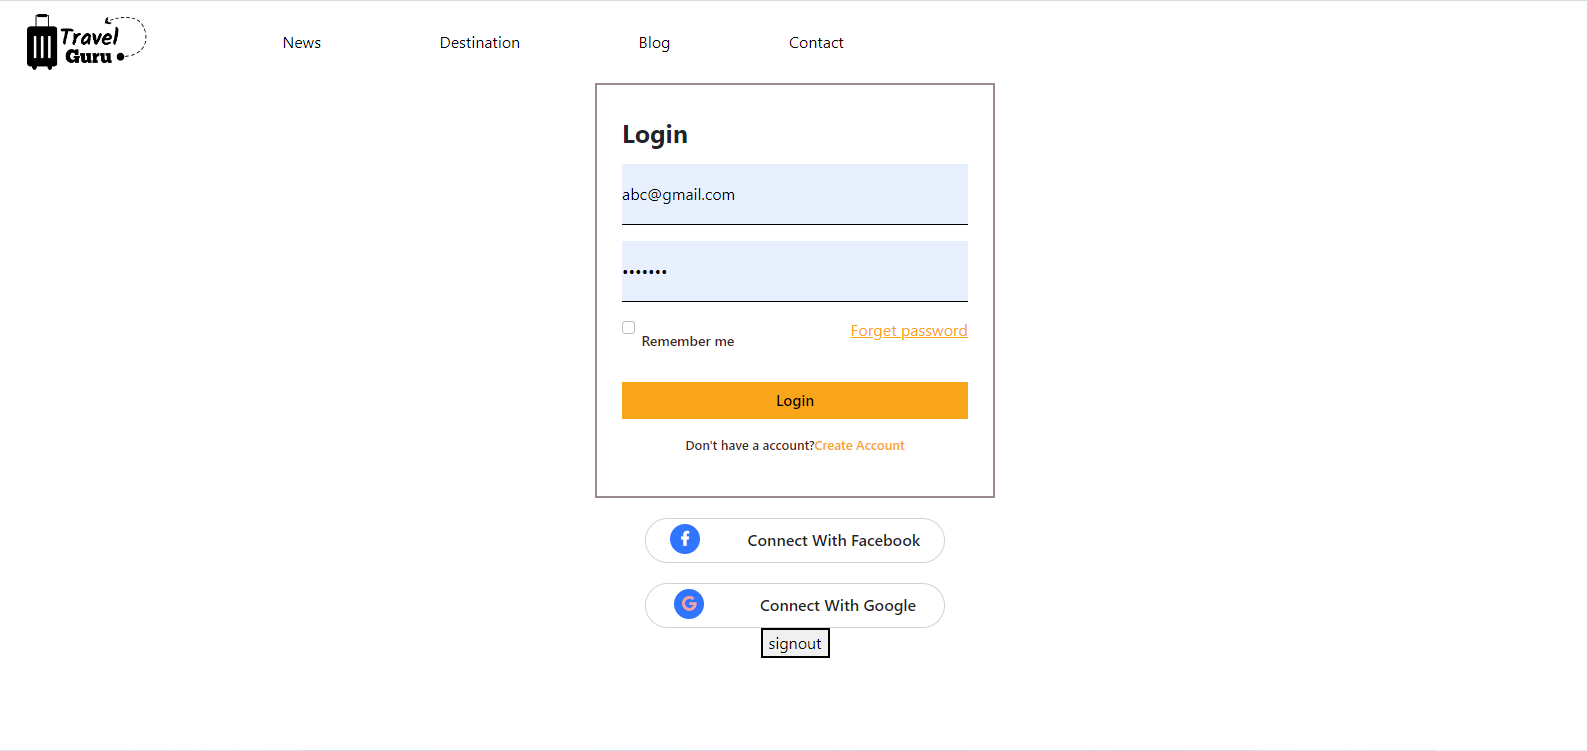 Travel
Guru
News Destination Blog Contact
Login
abc@gmail.com
•••••••
Remember me
Forget password
Login
Don't have a account?Create Account
Connect With Facebook
Connect With Google
signout